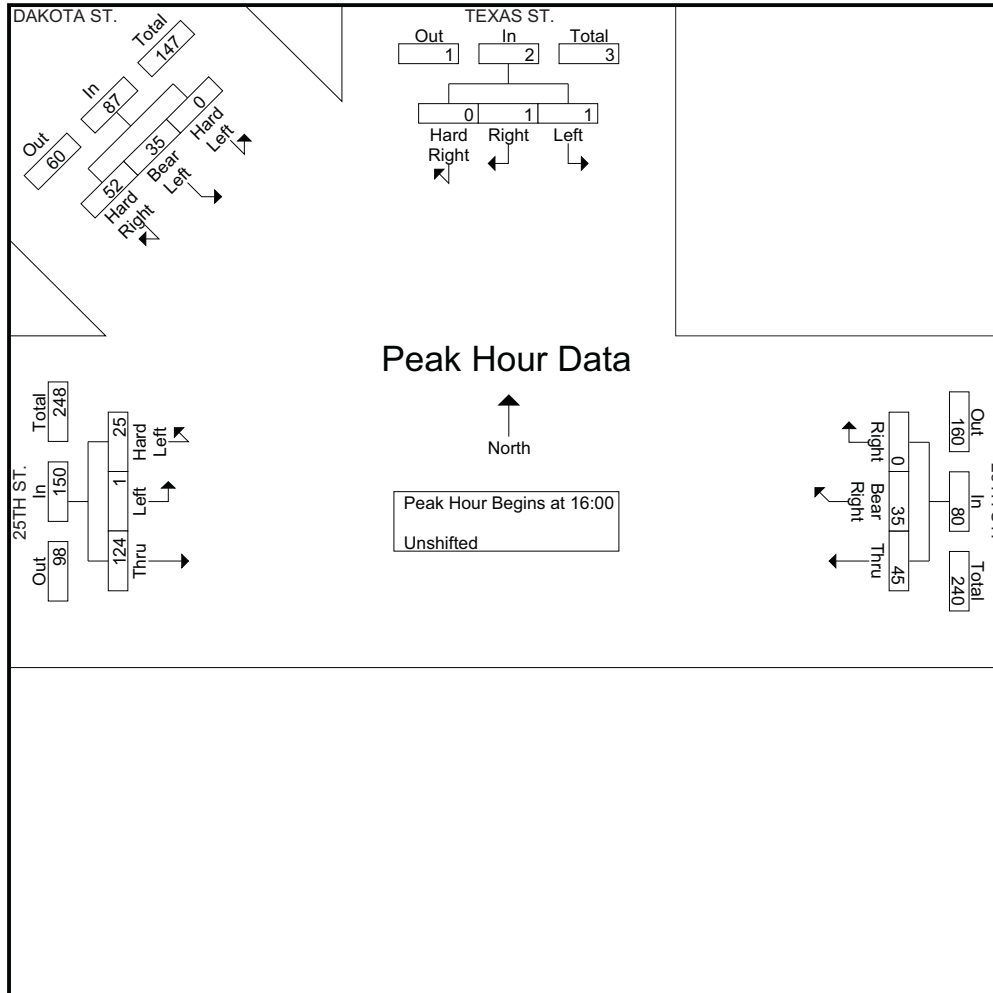 DAKOTA ST.
Out
In
Total
60
87
147
52
35
0
Hard
Right
Bear
Left
Hard
Left
TEXAS ST.
Out
In
Total
1
2
3
0
1
1
Hard
Right
Right
Left
Peak Hour Data
North
Peak Hour Begins at 16:00
Unshifted
25TH ST.
Out
In
Total
98
150
248
25
1
124
Hard
Left
Left
Thru
Out
In
Total
160
80
240
0
35
45
Right
Bear
Right
Thru